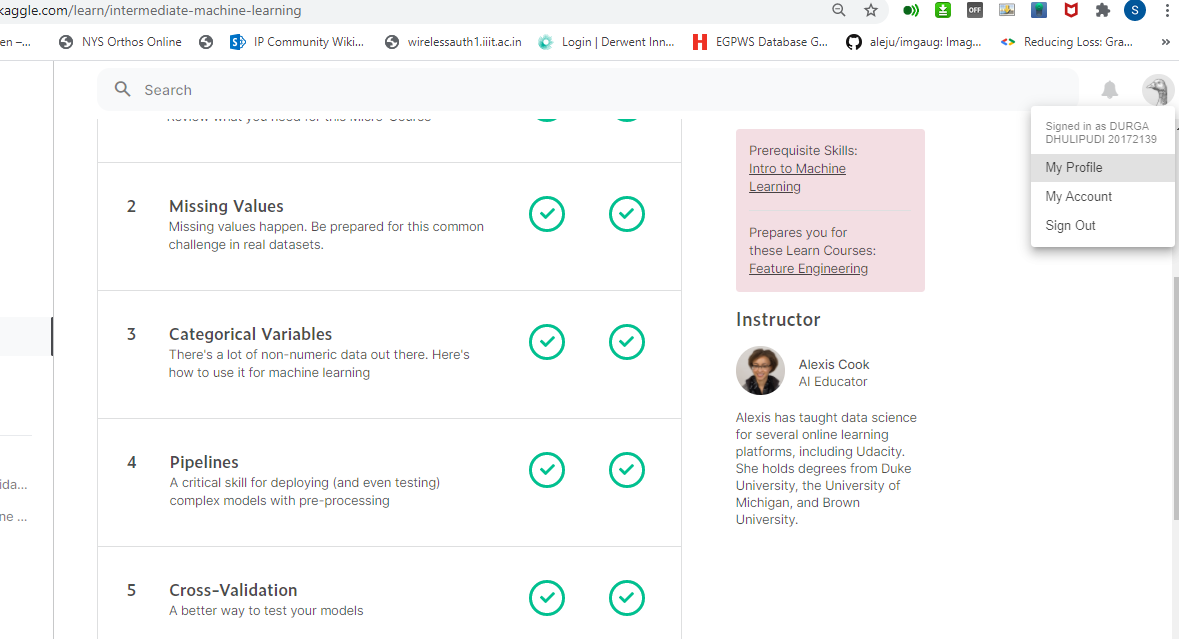 kaggle.com/learn/intermediate-machine-learning
en –...
NYS Orthos Online
IP Community Wiki...
wirelessauth1.iiit.ac.in
Login | Derwent Inn...
EGPWS Database G...
aleju/imgaug: Imag...
Reducing Loss: Gra...
»
OFF
S
Search
Signed in as DURGA
DHULIPUDI 20172139
My Profile
My Account
Sign Out
Review what you need for this Micro-Course
2
Missing Values
Missing values happen. Be prepared for this common
challenge in real datasets.
3
Categorical Variables
There's a lot of non-numeric data out there. Here's
how to use it for machine learning
4
Pipelines
A critical skill for deploying (and even testing)
complex models with pre-processing
5
Cross-Validation
A better way to test your models
Prerequisite Skills:
Intro to Machine
Learning
Prepares you for
these Learn Courses:
Feature Engineering
Instructor
Alexis Cook
AI Educator
Alexis has taught data science
for several online learning
platforms, including Udacity.
She holds degrees from Duke
University, the University of
Michigan, and Brown
University.
ida...
ne ...